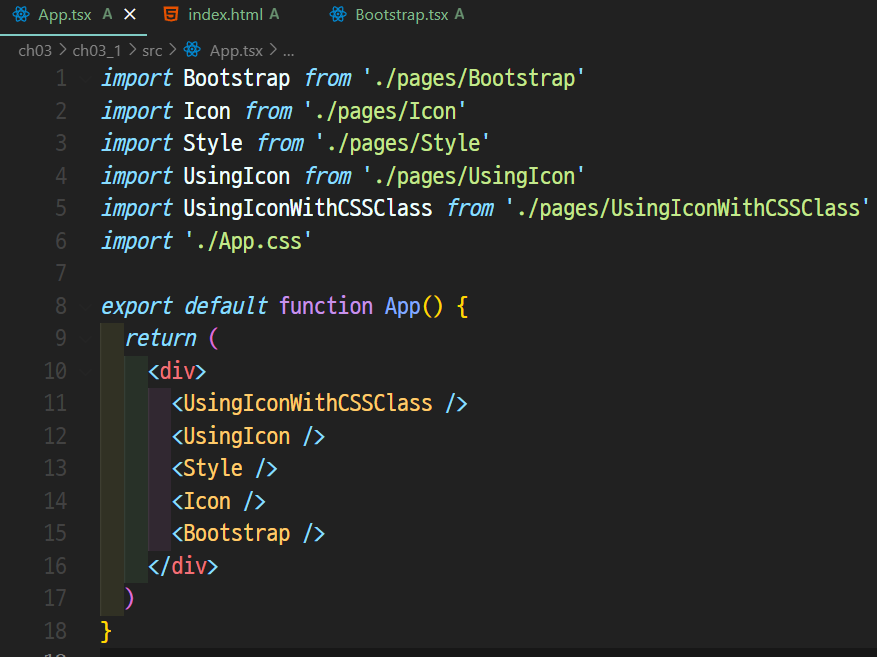 App.tsx A × index.html A Bootstrap.tsx A
ch03 > ch03_1 > src > App.tsx > ...
1 import Bootstrap from './pages/Bootstrap'
2 import Icon from './pages/Icon'
3 import Style from './pages/Style'
4 import UsingIcon from './pages/UsingIcon'
5 import UsingIconWithCSSClass from './pages/UsingIconWithCSSClass'
6 import './App.css'
7
8 export default function App() {
9 return (
10 <div>
11 <UsingIconWithCSSClass />
12 <UsingIcon />
13 <Style />
14 <Icon />
15 <Bootstrap />
16 </div>
17 )
18 }